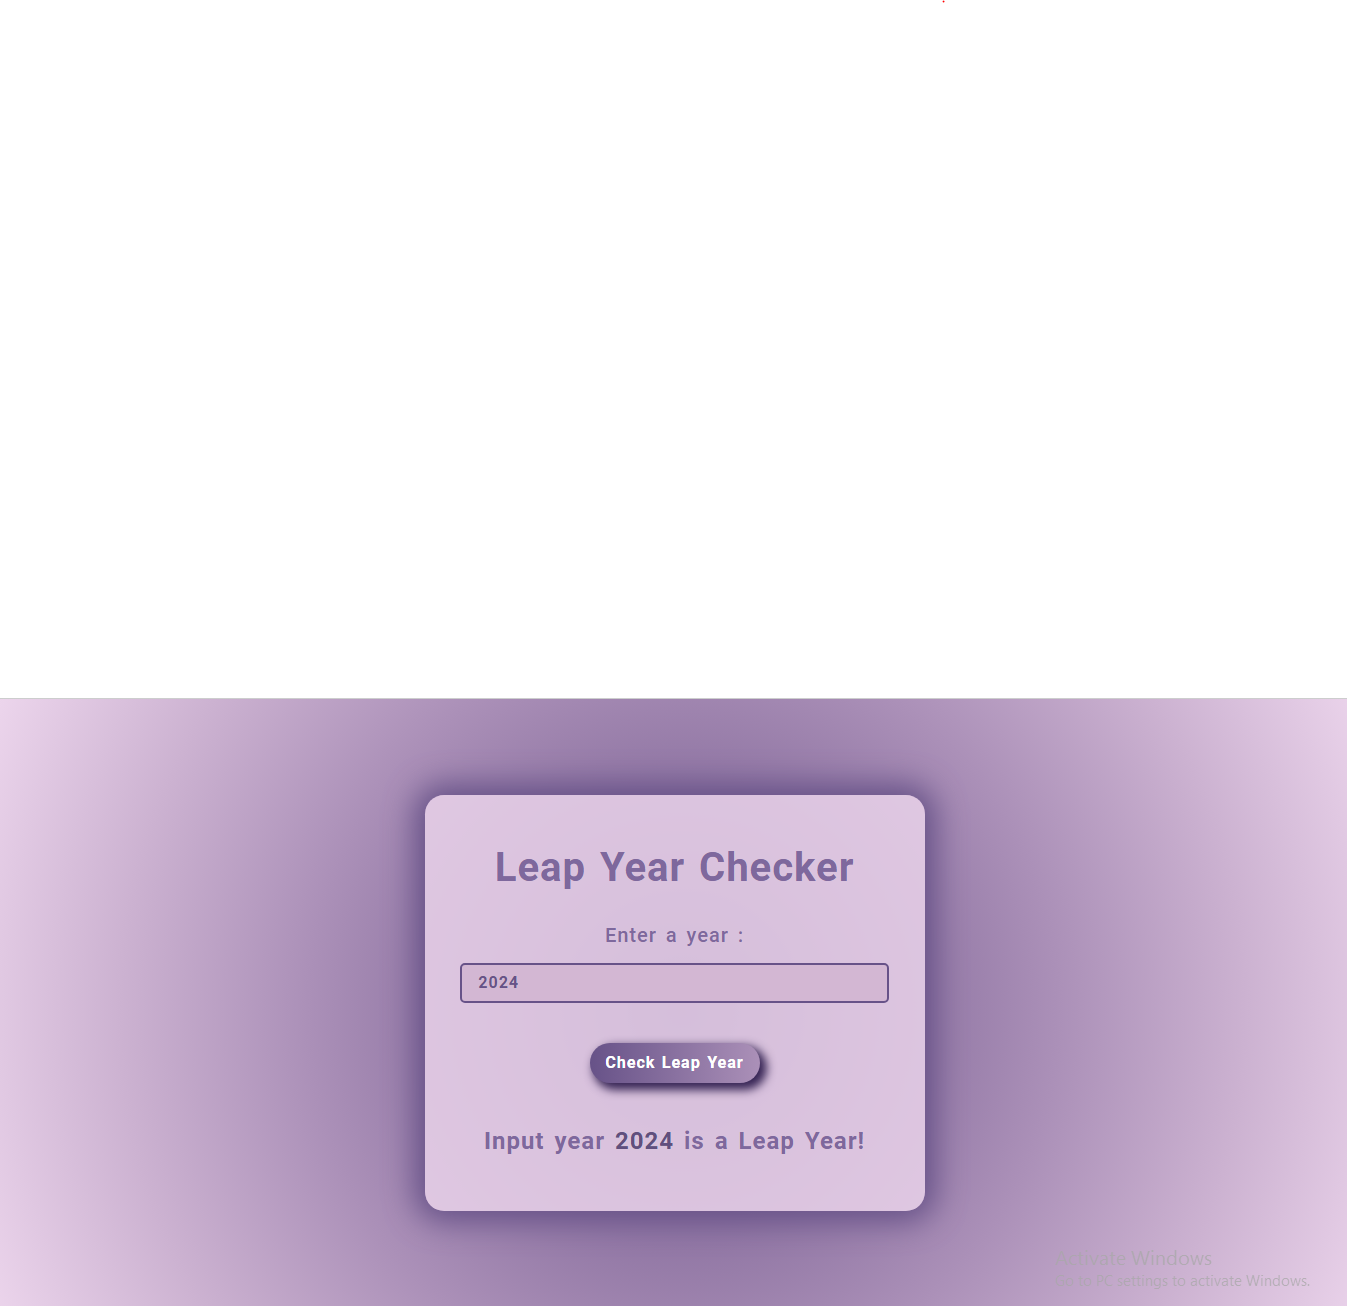 Leap Year Checker
Enter a year :
2024
Check Leap Year
Input year 2024 is a Leap Year!
Activate Windows
Go to PC settings to activate Windows.